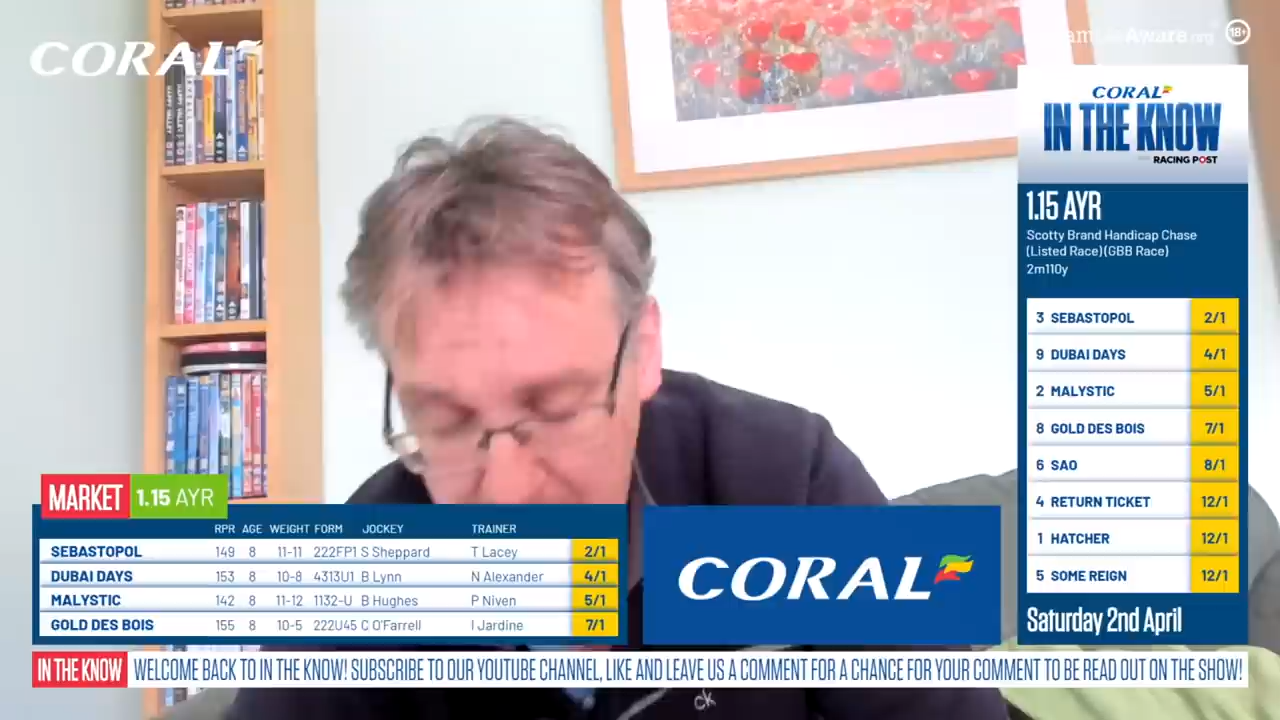 CORAL
Aware
18+
CORAL
IN THE KNOW
RACING POST
1.15 AYR
Scotty Brand Handicap Chase
(Listed Race)(GBB Race)
2m110y
3 SEBASTOPOL 2/1
9 DUBAI DAYS 4/1
2 MALYSTIC 5/1
8 GOLD DES BOIS 7/1
6 SAO 8/1
4 RETURN TICKET 12/1
1 HATCHER 12/1
5 SOME REIGN 12/1
Saturday 2nd April
MARKET 1.15 AYR
RPR AGE WEIGHT FORM JOCKEY TRAINER
SEBASTOPOL 149 8 11-11 222FP1 S Sheppard T Lacey 2/1
DUBAI DAYS 153 8 10-8 4313U1 B Lynn N Alexander 4/1
MALYSTIC 142 8 11-12 1132-U B Hughes P Niven 5/1
GOLD DES BOIS 155 8 10-5 222U45 C O'Farrell I Jardine 7/1
CORAL
IN THE KNOW WELCOME BACK TO IN THE KNOW! SUBSCRIBE TO OUR YOUTUBE CHANNEL, LIKE AND LEAVE US A COMMENT FOR A CHANCE FOR YOUR COMMENT TO BE READ OUT ON THE SHOW!
ck